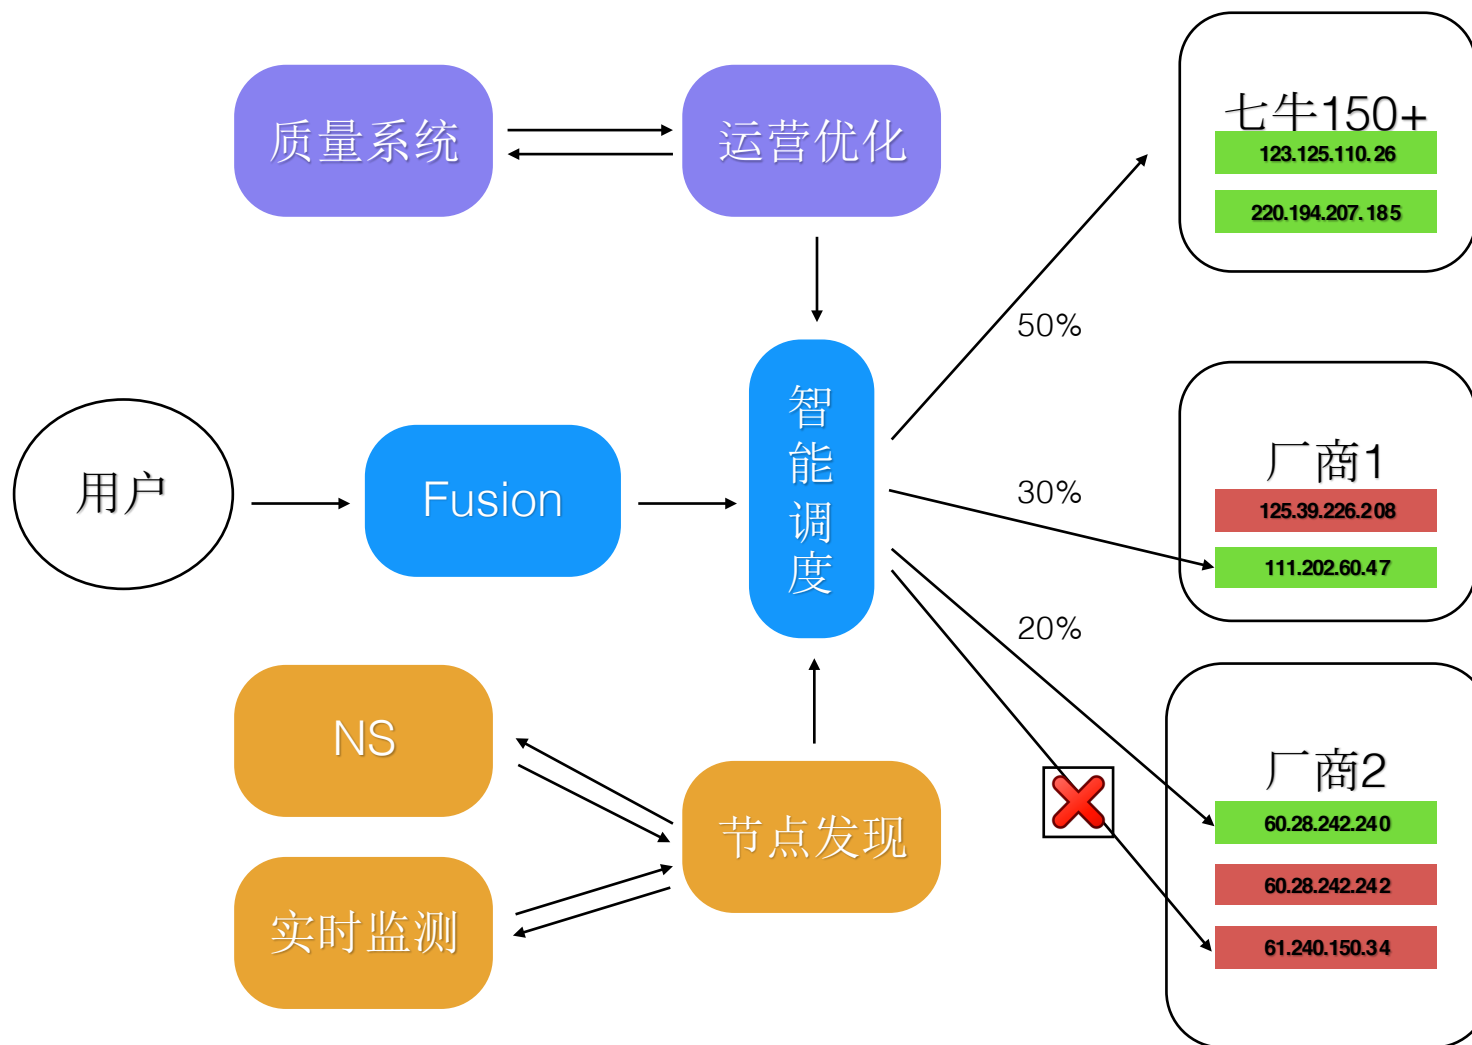 质量系统
运营优化
七牛150+
123.125.110.26
220.194.207.185
50%
用户
Fusion
智能调度
30%
厂商1
125.39.226.208
111.202.60.47
20%
NS
实时监测
节点发现
厂商2
60.28.242.240
60.28.242.242
61.240.150.34